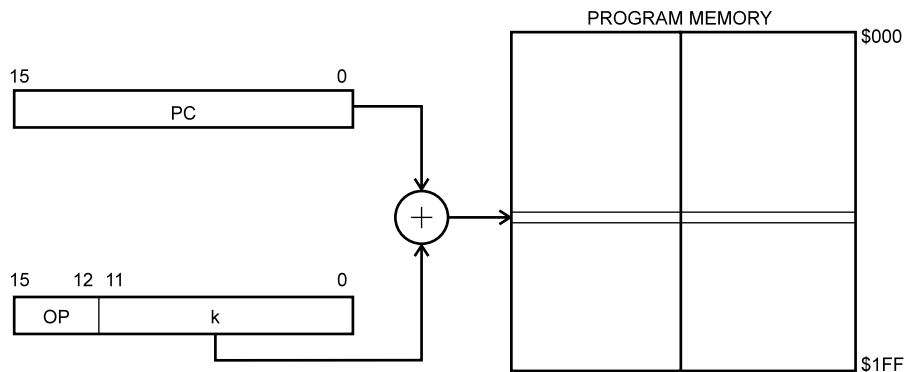 PROGRAM MEMORY
$000
15 0
PC
+
15 12 11 0
OP k
$1FF